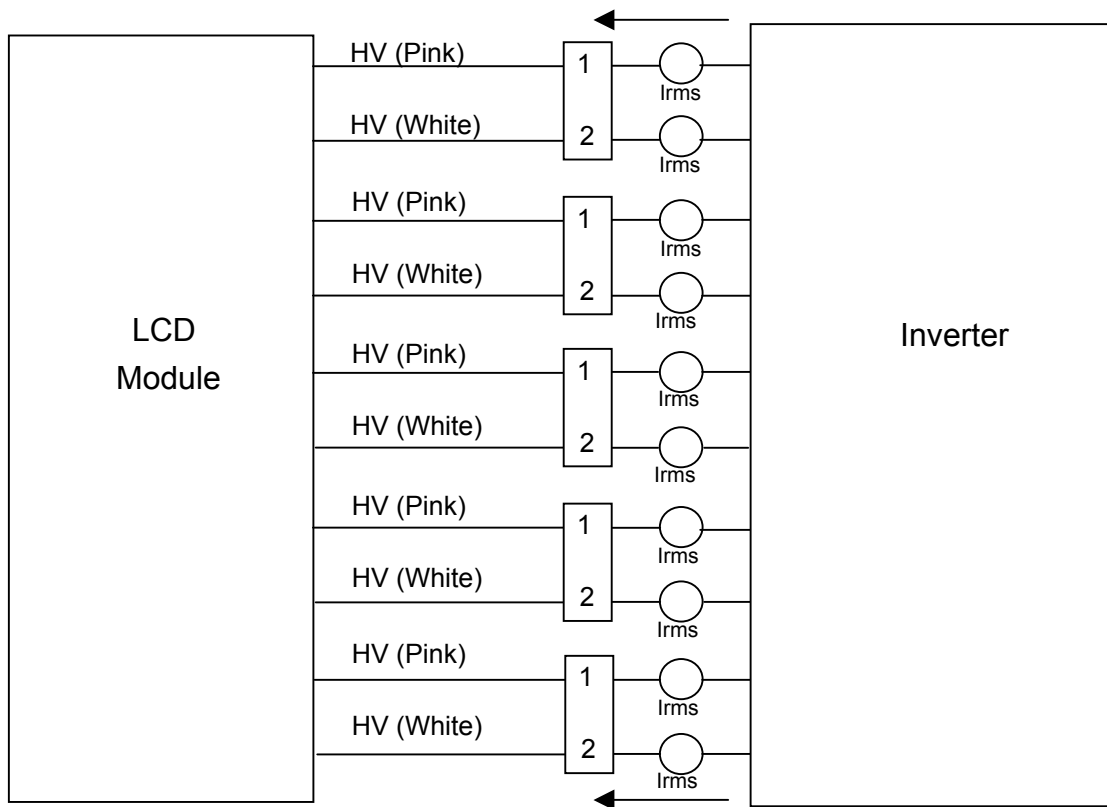 HV (Pink)
1
Irms
HV (White)
2
Irms
HV (Pink)
1
Irms
HV (White)
2
Irms
LCD
Module
Inverter
HV (Pink)
1
Irms
HV (White)
2
Irms
HV (Pink)
1
Irms
HV (White)
2
Irms
HV (Pink)
1
Irms
HV (White)
2
Irms